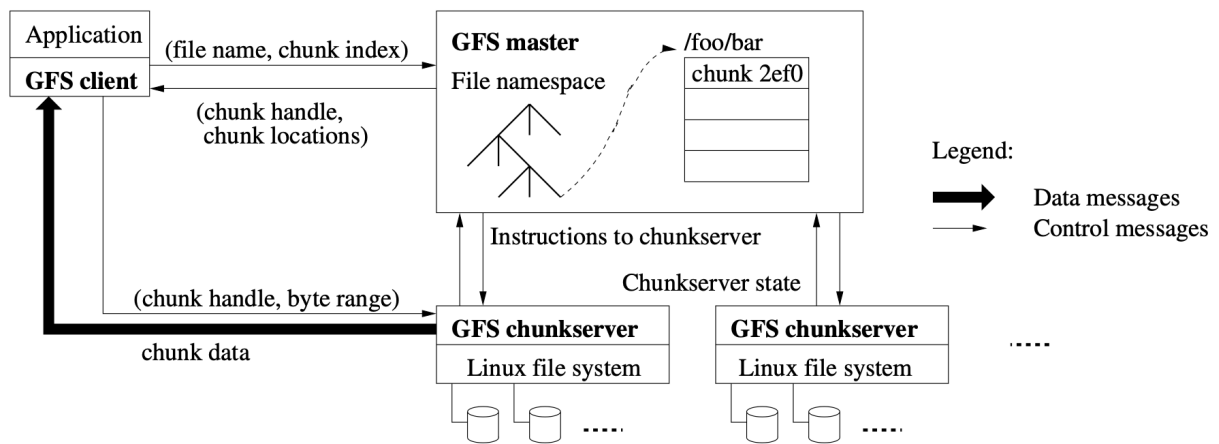 Application
GFS client
(file name, chunk index)
(chunk handle,
chunk locations)
GFS master
File namespace
/foo/bar
chunk 2ef0
Legend:
Data messages
Control messages
Instructions to chunkserver
Chunkserver state
(chunk handle, byte range)
chunk data
GFS chunkserver
Linux file system
GFS chunkserver
Linux file system